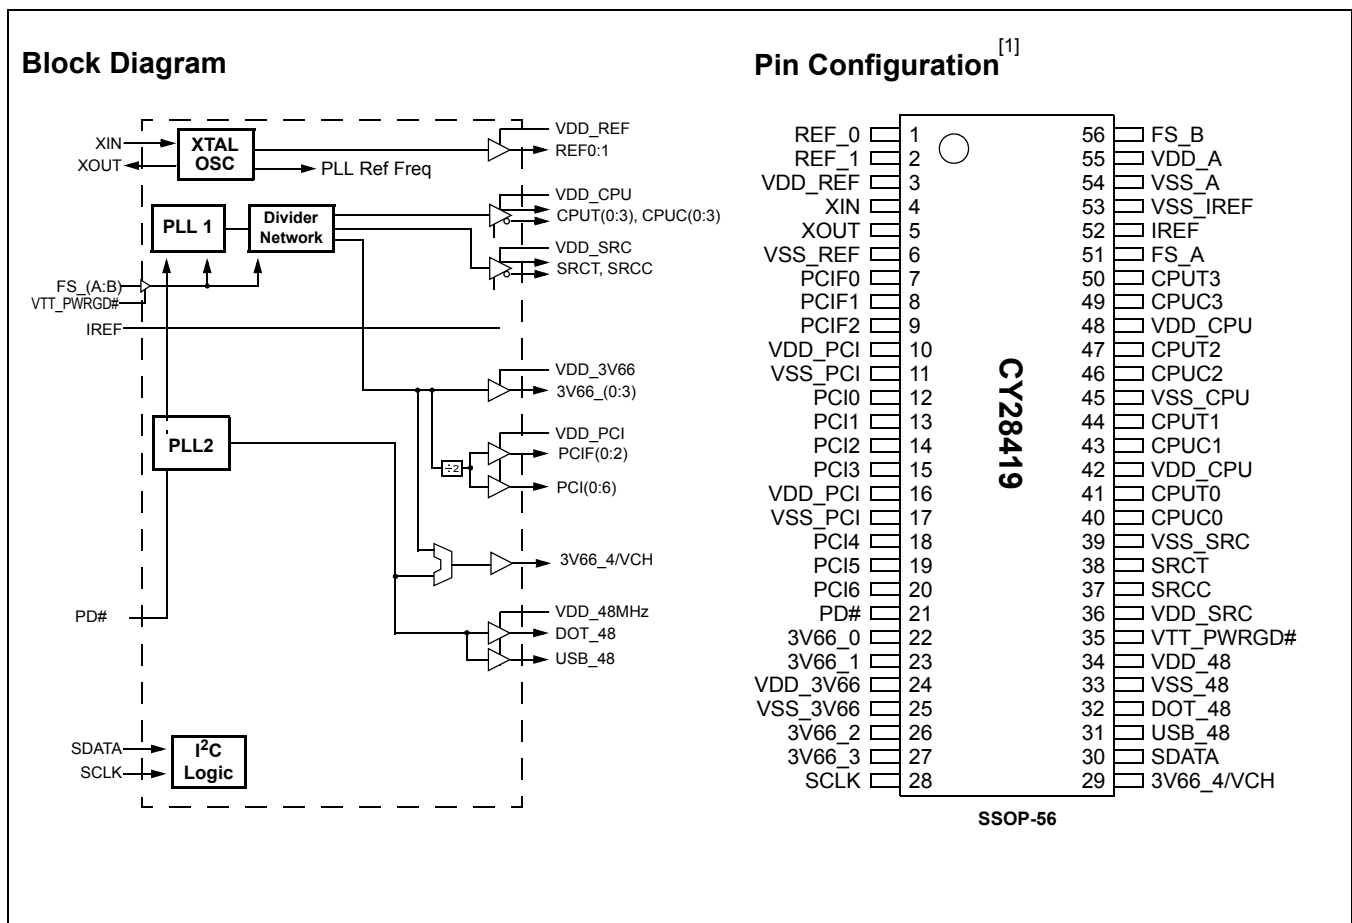 Block Diagram
XIN
XOUT
XTAL
OSC
VDD_REF
REF0:1
PLL Ref Freq
PLL 1
Divider
Network
VDD_CPU
CPUT(0:3), CPUC(0:3)
VDD_SRC
SRCT, SRCC
FS_(A:B)
VTT_PWRGD#
IREF
VDD_3V66
3V66_(0:3)
PLL2
VDD_PCI
PCIF(0:2)
÷2
PCI(0:6)
3V66_4/VCH
PD#
VDD_48MHz
DOT_48
USB_48
SDATA
SCLK
I²C
Logic
Pin Configuration[1]
REF_0 1 56 FS_B
REF_1 2 55 VDD_A
VDD_REF 3 54 VSS_A
XIN 4 53 VSS_IREF
XOUT 5 52 IREF
VSS_REF 6 51 FS_A
PCIF0 7 50 CPUT3
PCIF1 8 49 CPUC3
PCIF2 9 48 VDD_CPU
VDD_PCI 10 47 CPUT2
VSS_PCI 11 46 CPUC2
PCI0 12 45 VSS_CPU
PCI1 13 44 CPUT1
PCI2 14 43 CPUC1
PCI3 15 42 VDD_CPU
VDD_PCI 16 41 CPUT0
VSS_PCI 17 40 CPUC0
PCI4 18 39 VSS_SRC
PCI5 19 38 SRCT
PCI6 20 37 SRCC
PD# 21 36 VDD_SRC
3V66_0 22 35 VTT_PWRGD#
3V66_1 23 34 VDD_48
VDD_3V66 24 33 VSS_48
VSS_3V66 25 32 DOT_48
3V66_2 26 31 USB_48
3V66_3 27 30 SDATA
SCLK 28 29 3V66_4/VCH
CY28419
SSOP-56